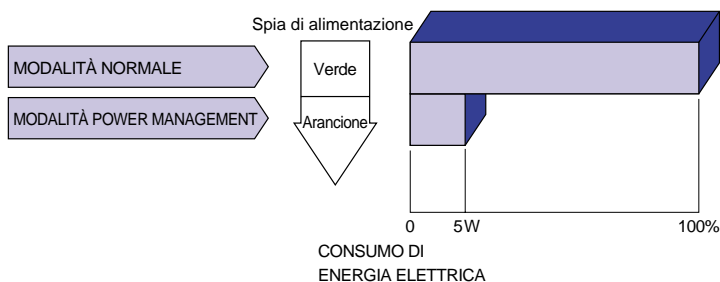 Spia di alimentazione
MODALITÀ NORMALE
Verde
MODALITÀ POWER MANAGEMENT
Arancione
0
5W
100%
CONSUMO DI
ENERGIA ELETTRICA